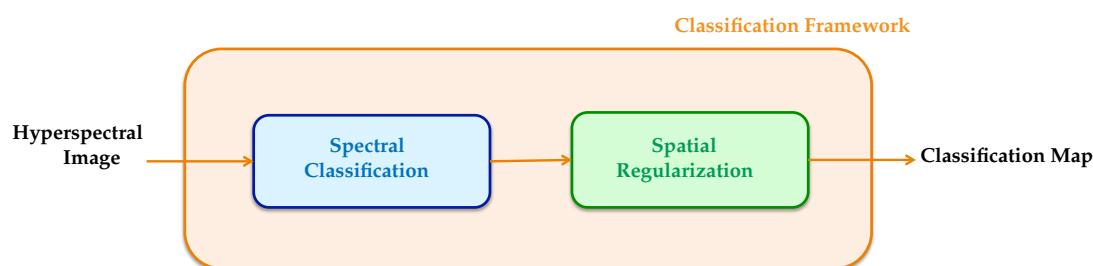 Classification Framework
Hyperspectral
Image
Spectral
Classification
Spatial
Regularization
Classification Map